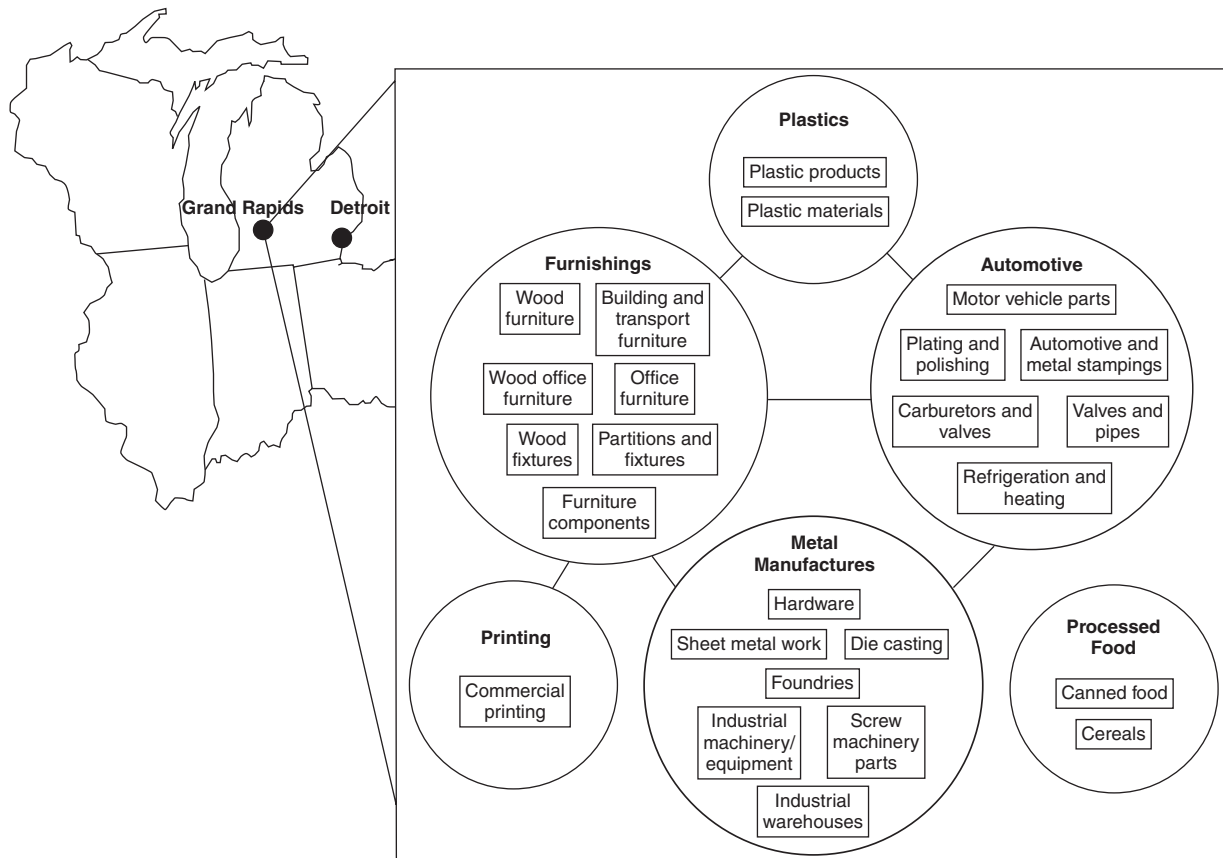 Grand Rapids
Detroit
Plastics
Plastic products
Plastic materials
Furnishings
Wood
furniture
Building and
transport
furniture
Wood office
furniture
Office
furniture
Wood
fixtures
Partitions and
fixtures
Furniture
components
Automotive
Motor vehicle parts
Plating and
polishing
Automotive and
metal stampings
Carburetors and
valves
Valves and
pipes
Refrigeration and
heating
Metal
Manufactures
Hardware
Sheet metal work
Die casting
Foundries
Industrial
machinery/
equipment
Screw
machinery
parts
Industrial
warehouses
Printing
Commercial
printing
Processed
Food
Canned food
Cereals